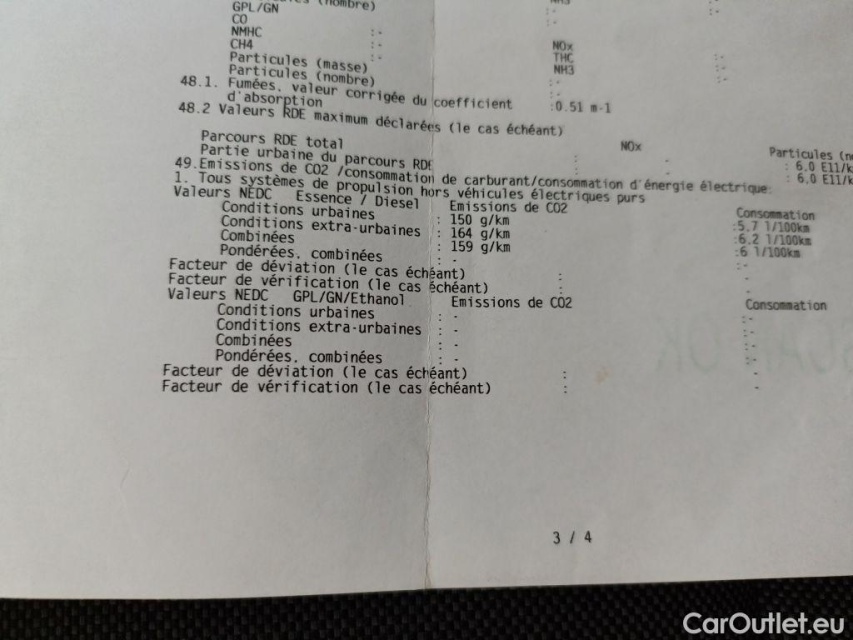 (nombre)
GPL/GN
CO
NMHC :-
CH4 :- NOx
Particules (masse) :- THC :-
Particules (nombre) NH3 :-
48.1. Fumées, valeur corrigée du coefficient
d'absorption :0.51 m-1
48.2 Valeurs RDE maximum déclarées (le cas échéant)
NOx Particules
Parcours RDE total : - : 6.0 E11/k
Partie urbaine du parcours RDE : - : 6.0 E11/k
49.Emissions de CO2 /consommation de carburant/consommation d'énergie électrique:
1. Tous systèmes de propulsion hors véhicules électriques purs
Valeurs NEDC Essence / Diesel Emissions de CO2 Consommation
Conditions urbaines : 150 g/km :5.7 l/100km
Conditions extra-urbaines : 164 g/km :6.2 l/100km
Combinées : 159 g/km :6 l/100km
Pondérées, combinées : - :-
Facteur de déviation (le cas échéant) : -
Facteur de vérification (le cas échéant) : -
Valeurs NEDC GPL/GN/Ethanol Emissions de CO2 Consommation
Conditions urbaines : - :-
Conditions extra-urbaines : - :-
Combinées : - :-
Pondérées, combinées : - :-
Facteur de déviation (le cas échéant) : -
Facteur de vérification (le cas échéant) : -
3 / 4
CarOutlet.eu